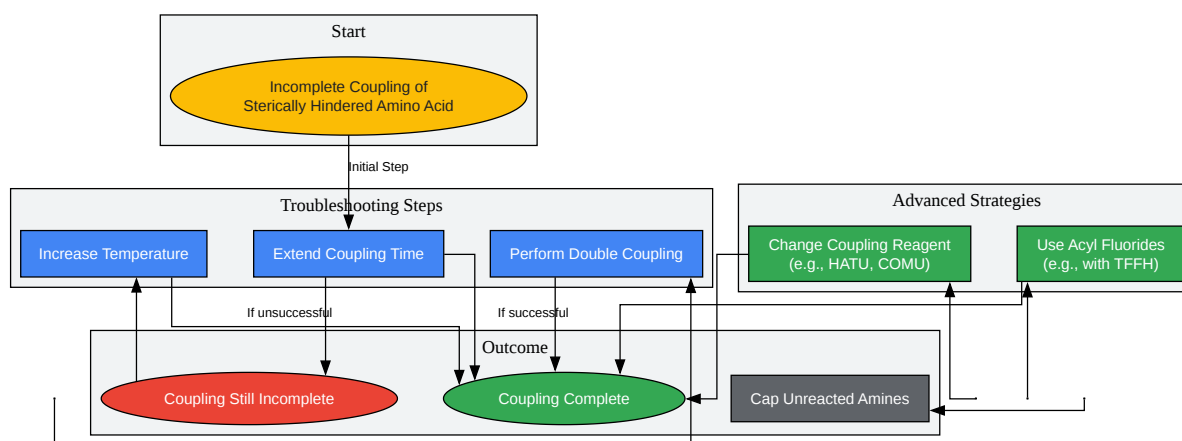 Start
Incomplete Coupling of
Sterically Hindered Amino Acid
Initial Step
Troubleshooting Steps
Increase Temperature
Extend Coupling Time
Perform Double Coupling
Advanced Strategies
Change Coupling Reagent
(e.g., HATU, COMU)
Use Acyl Fluorides
(e.g., with TFFH)
If unsuccessful
If successful
Outcome
Coupling Still Incomplete
Coupling Complete
Cap Unreacted Amines